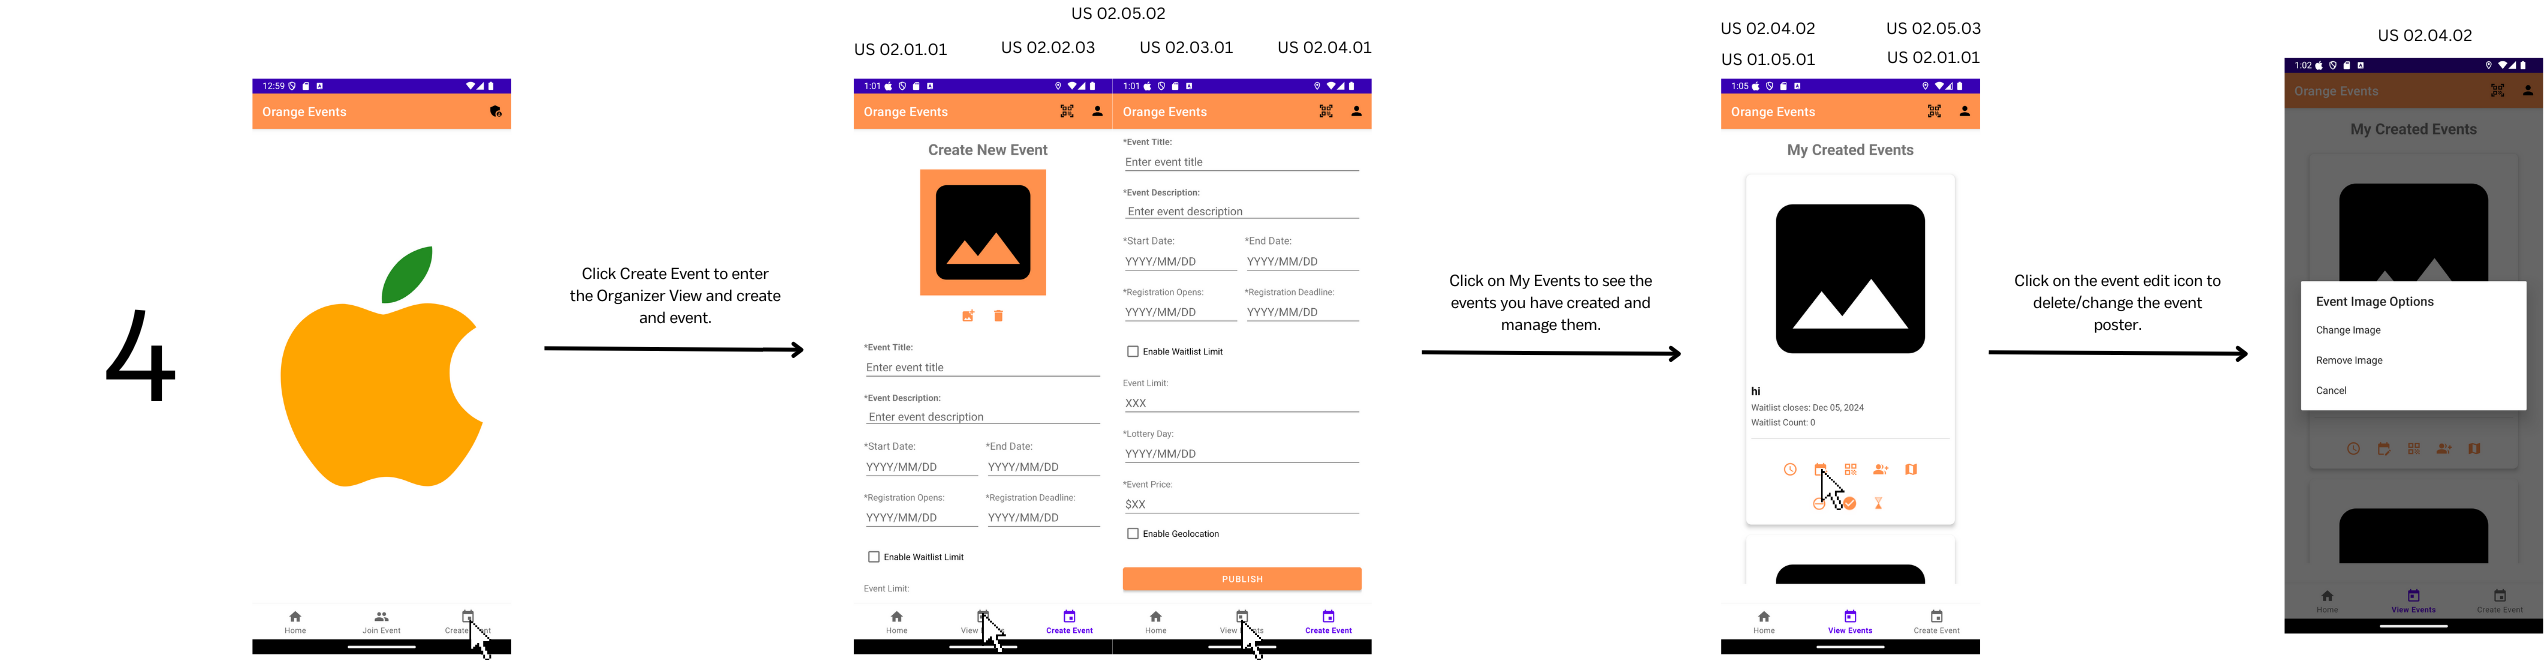 4
12:59
Orange Events
Home
Join Event
Click Create Event to enter
the Organizer View and create
and event.
US 02.05.02
US 02.01.01
US 02.02.03
US 02.03.01
US 02.04.01
1:01
Orange Events
Create New Event
*Event Title:
Enter event title
*Event Description:
Enter event description
*Start Date:
*End Date:
YYYY/MM/DD
YYYY/MM/DD
*Registration Opens:
*Registration Deadline:
YYYY/MM/DD
YYYY/MM/DD
Enable Waitlist Limit
Event Limit:
Home
View
Create Event
1:01
Orange Events
*Event Title:
Enter event title
*Event Description:
Enter event description
*Start Date:
*End Date:
YYYY/MM/DD
YYYY/MM/DD
*Registration Opens:
*Registration Deadline:
YYYY/MM/DD
YYYY/MM/DD
Enable Waitlist Limit
Event Limit:
XXX
*Lottery Day:
YYYY/MM/DD
*Event Price:
$XX
Enable Geolocation
PUBLISH
Home
View
Create Event
Click on My Events to see the
events you have created and
manage them.
US 02.04.02
US 02.05.03
US 01.05.01
US 02.01.01
1:05
Orange Events
My Created Events
hi
Waitlist closes: Dec 05, 2024
Waitlist Count: 0
Home
View Events
Create Event
Click on the event edit icon to
delete/change the event
poster.
US 02.04.02
1:02
Orange Events
My Created Events
Event Image Options
Change Image
Remove Image
Cancel
Home
View Events
Create Event